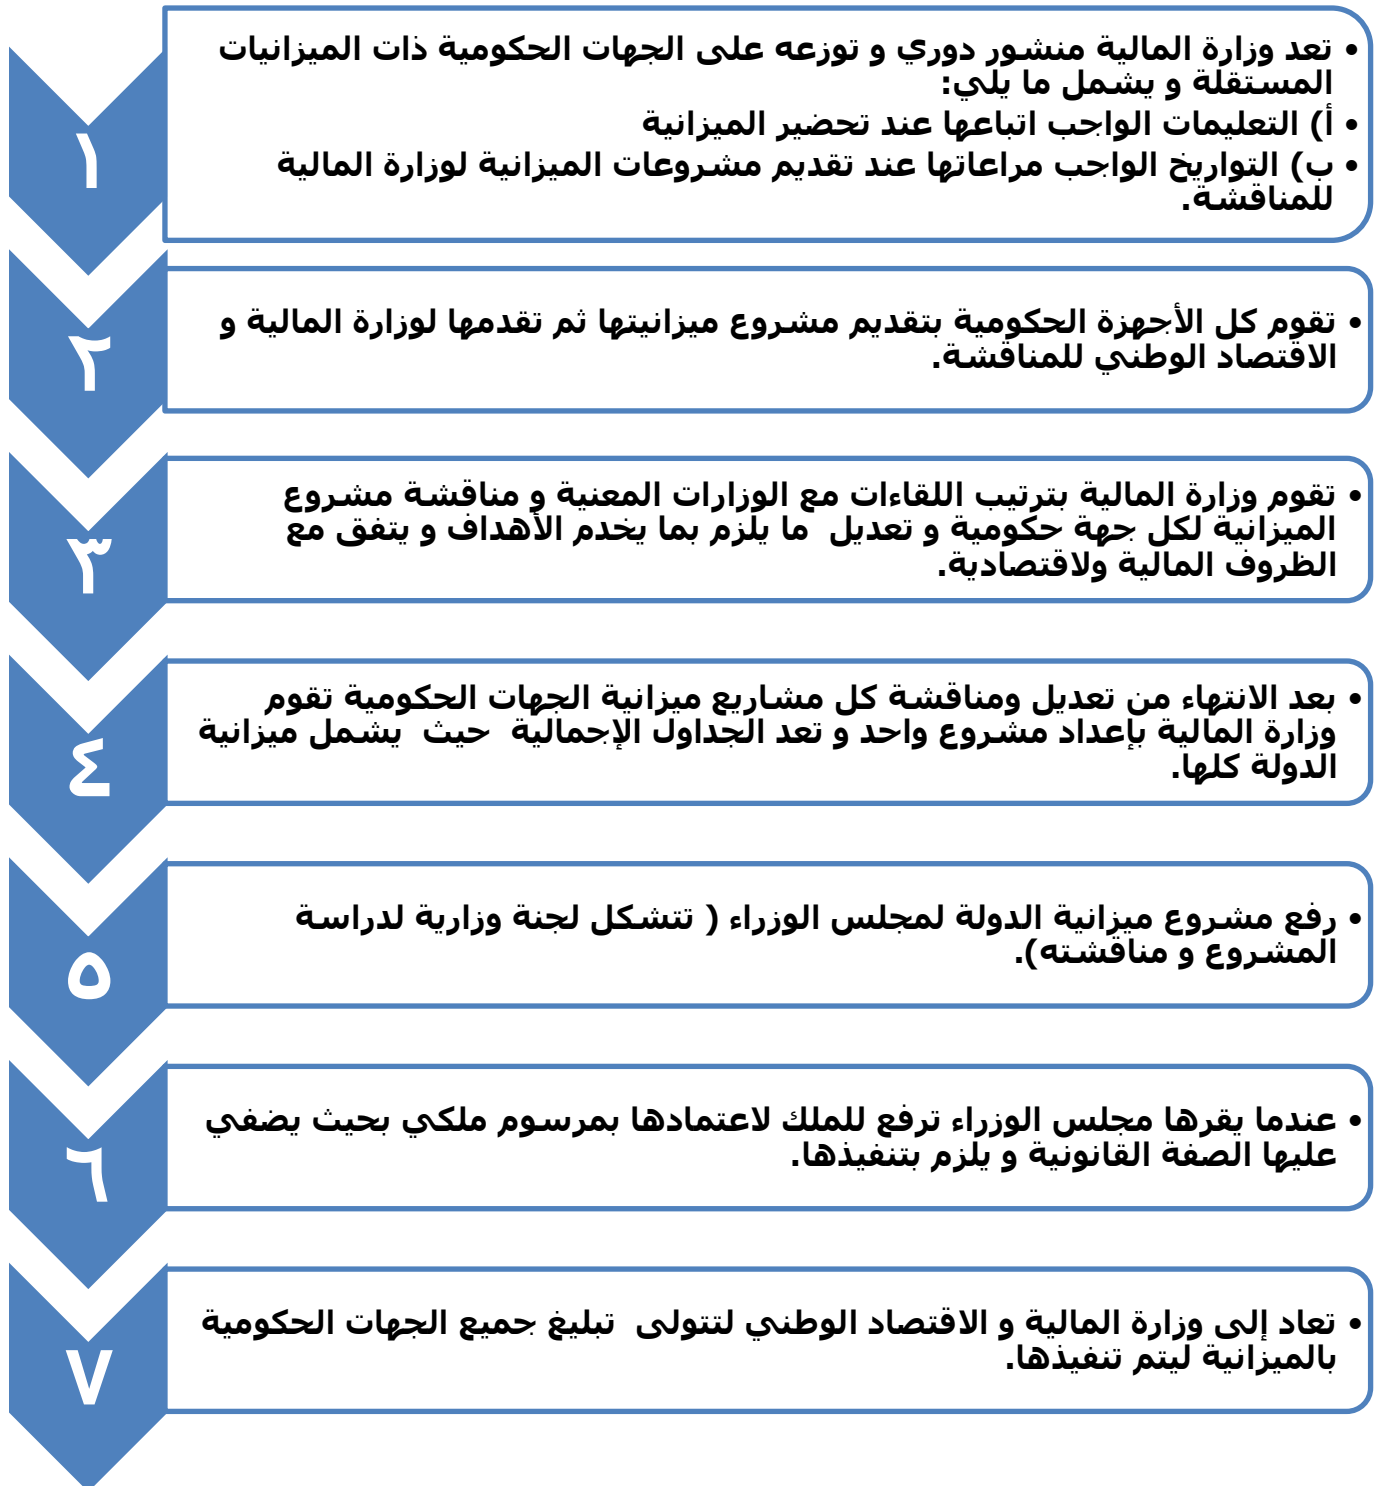 ١
• تعد وزارة المالية منشور دوري و توزعه على الجهات الحكومية ذات الميزانيات
المستقلة و يشمل ما يلي:
• أ) التعليمات الواجب اتباعها عند تحضير الميزانية
• ب) التواريخ الواجب مراعاتها عند تقديم مشروعات الميزانية لوزارة المالية
للمناقشة.
٢
• تقوم كل الأجهزة الحكومية بتقديم مشروع ميزانيتها ثم تقدمها لوزارة المالية و
الاقتصاد الوطني للمناقشة.
٣
• تقوم وزارة المالية بترتيب اللقاءات مع الوزارات المعنية و مناقشة مشروع
الميزانية لكل جهة حكومية و تعديل ما يلزم بما يخدم الأهداف و يتفق مع
الظروف المالية ولاقتصادية.
٤
• بعد الانتهاء من تعديل ومناقشة كل مشاريع ميزانية الجهات الحكومية تقوم
وزارة المالية بإعداد مشروع واحد و تعد الجداول الإجمالية حيث يشمل ميزانية
الدولة كلها.
٥
• رفع مشروع ميزانية الدولة لمجلس الوزراء ( تتشكل لجنة وزارية لدراسة
المشروع و مناقشته).
٦
• عندما يقرها مجلس الوزراء ترفع للملك لاعتمادها بمرسوم ملكي بحيث يضفي
عليها الصفة القانونية و يلزم بتنفيذها.
٧
• تعاد إلى وزارة المالية و الاقتصاد الوطني لتتولى تبليغ جميع الجهات الحكومية
بالميزانية ليتم تنفيذها.